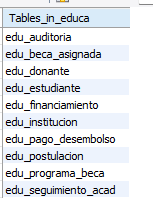 Tables_in_educa
edu_auditoria
edu_beca_asignada
edu_donante
edu_estudiante
edu_financiamiento
edu_institucion
edu_pago_desembolso
edu_postulacion
edu_programa_beca
edu_seguimiento_acad